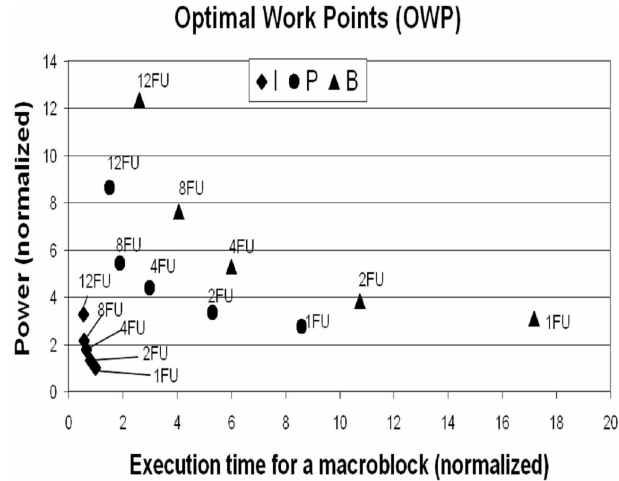 Optimal Work Points (OWP)
14
12FU
I P B
12
10
12FU
8FU
8
8FU
4FU
6
12FU
4FU
2FU
2FU
4
8FU
1FU
1FU
4FU
2
2FU
1FU
0
0 2 4 6 8 10 12 14 16 18 20
Power (normalized)
Execution time for a macroblock (normalized)